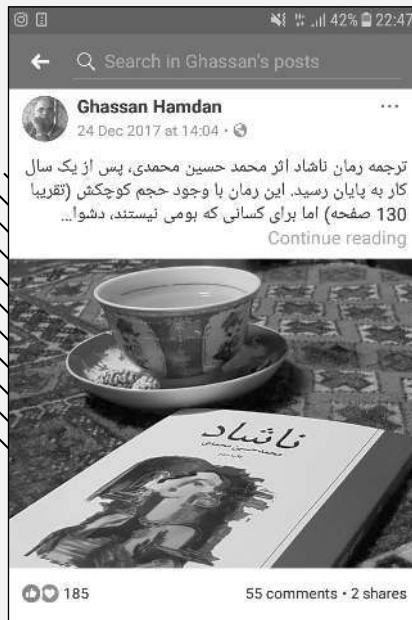 42% 22:47
Search in Ghassan's posts
Ghassan Hamdan
24 Dec 2017 at 14:04 •
ترجمه رمان ناشاد اثر محمد حسین محمدی، پس از یک سال
کار به پایان رسید. این رمان با وجود حجم کوچکش (تقریبا
130 صفحه) اما برای کسانی که بومی نیستند، دشوا...
Continue reading
ناشاد
محمدحسین محمدی
185
55 comments • 2 shares